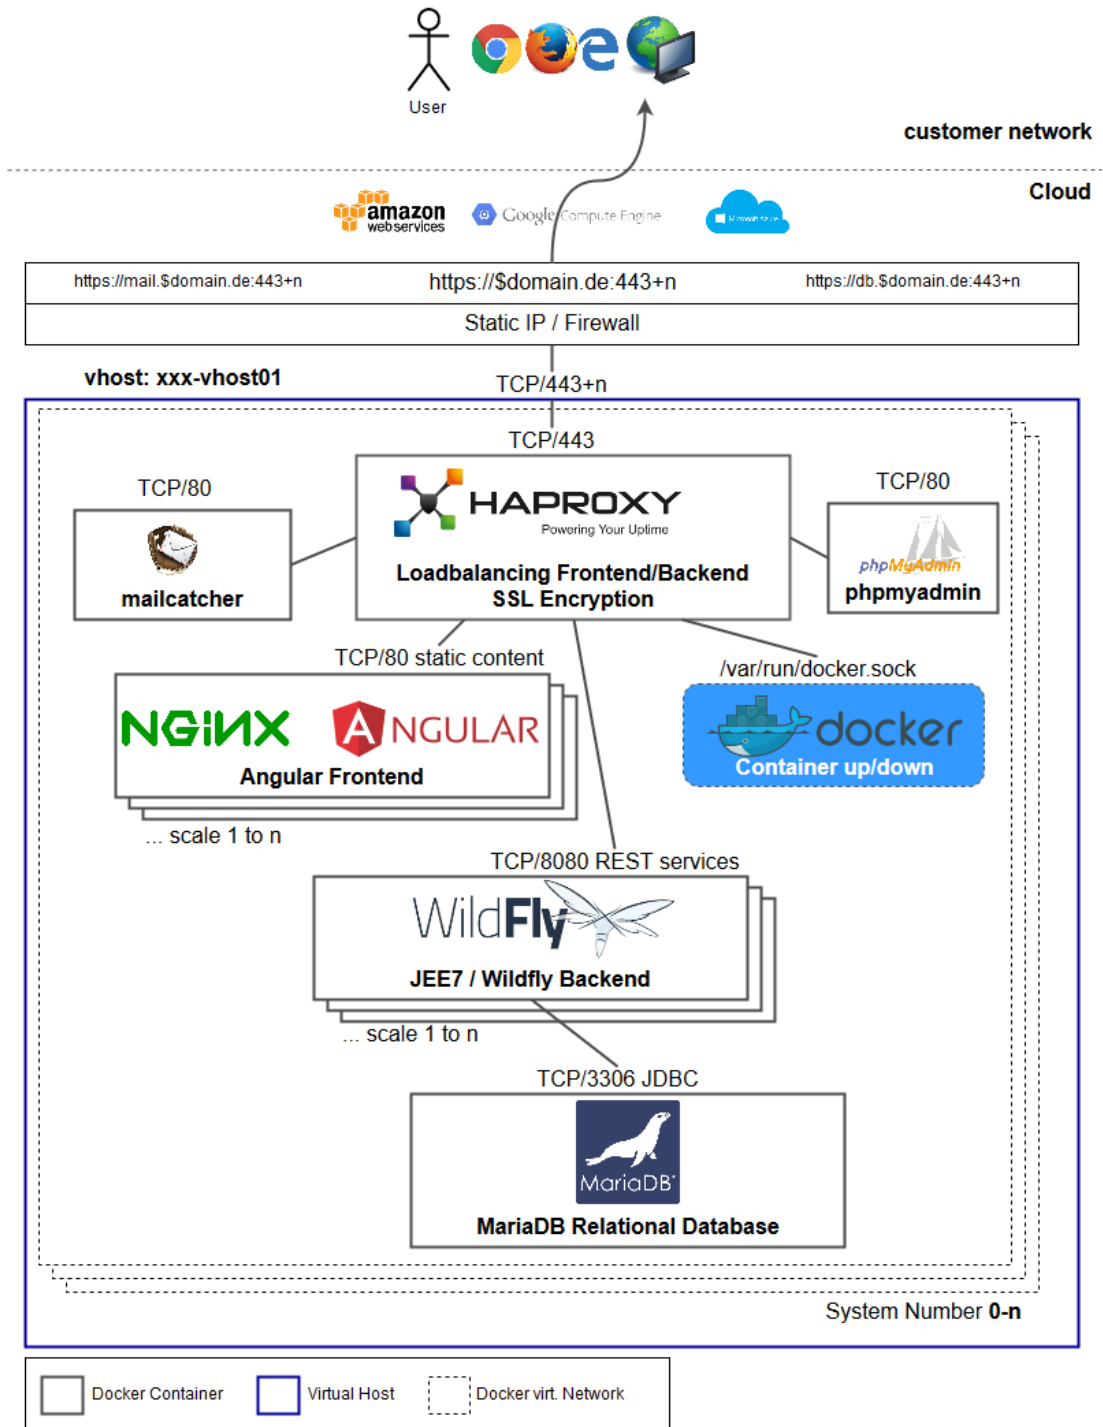 User
customer network
Cloud
amazon
webservices
Google Compute Engine
Microsoft Azure
https://mail.$domain.de:443+n
https://$domain.de:443+n
https://db.$domain.de:443+n
Static IP / Firewall
vhost: xxx-vhost01
TCP/443+n
TCP/443
TCP/80
TCP/80
HAPROXY
Powering Your Uptime
Loadbalancing Frontend/Backend
SSL Encryption
mailcatcher
phpMyAdmin
phpmyadmin
TCP/80 static content
/var/run/docker.sock
NGINX
ANGULAR
Angular Frontend
docker
Container up/down
... scale 1 to n
TCP/8080 REST services
WildFly
JEE7 / Wildfly Backend
... scale 1 to n
TCP/3306 JDBC
MariaDB
MariaDB Relational Database
System Number 0-n
Docker Container
Virtual Host
Docker virt. Network